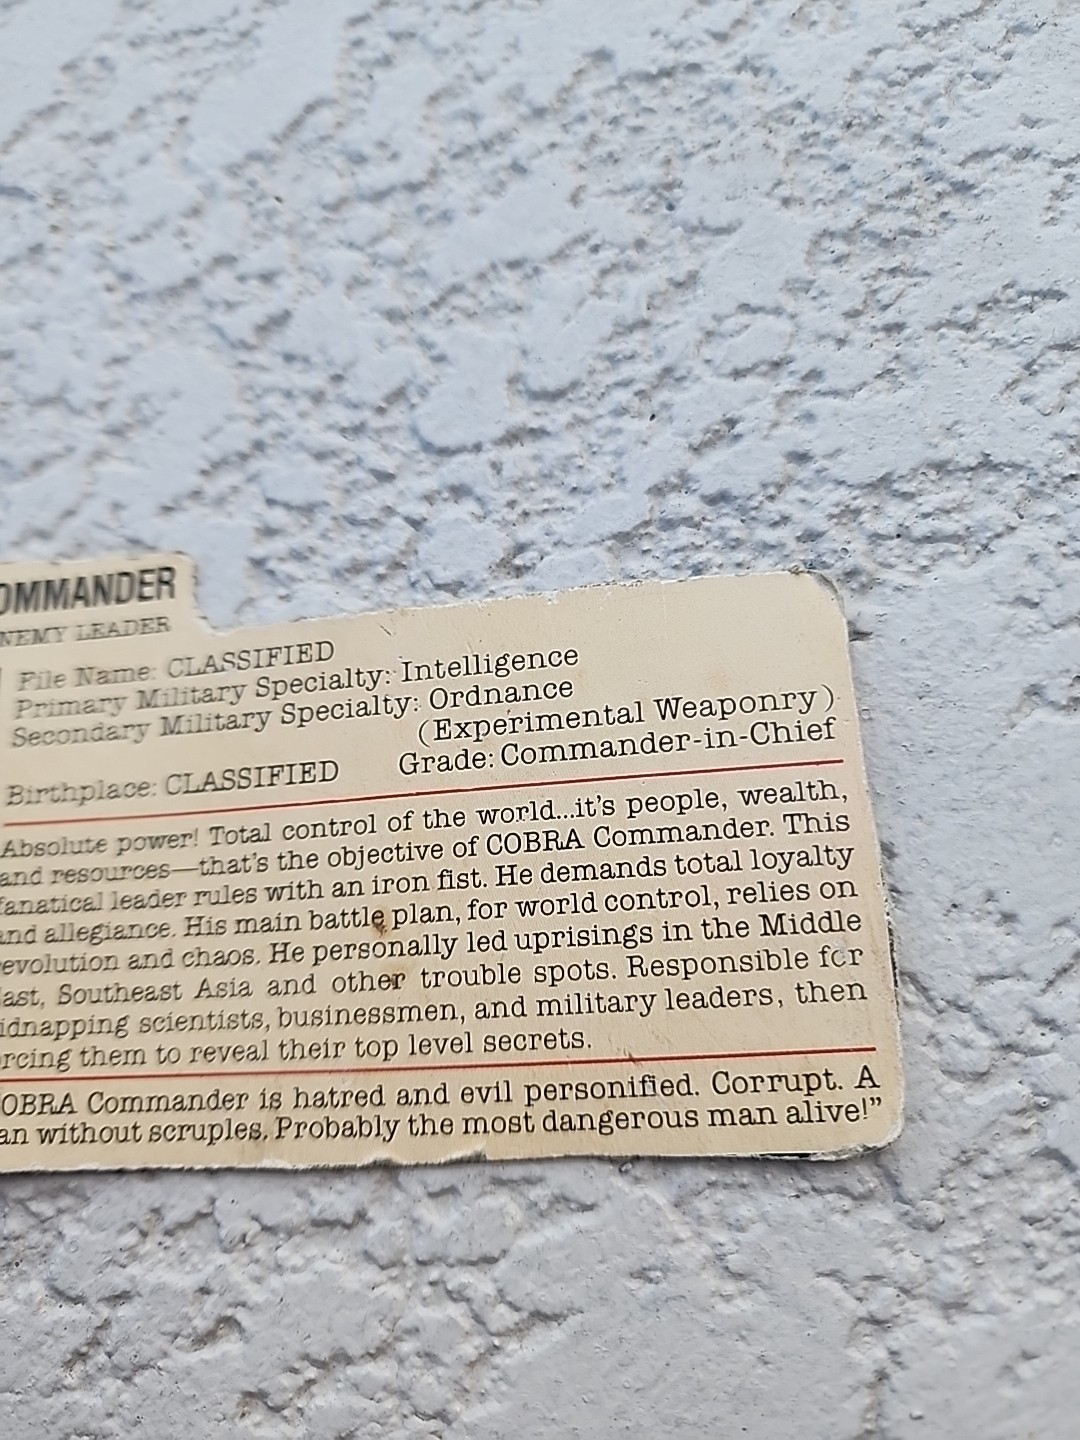 OMMANDER
NEMY LEADER
File Name: CLASSIFIED
Primary Military Specialty: Intelligence
Secondary Military Specialty: Ordnance
(Experimental Weaponry)
Birthplace: CLASSIFIED Grade: Commander-in-Chief
Absolute power! Total control of the world...it's people, wealth,
and resources—that's the objective of COBRA Commander. This
fanatical leader rules with an iron fist. He demands total loyalty
and allegiance. His main battle plan, for world control, relies on
evolution and chaos. He personally led uprisings in the Middle
ast, Southeast Asia and other trouble spots. Responsible for
idnapping scientists, businessmen, and military leaders, then
rcing them to reveal their top level secrets.
OBRA Commander is hatred and evil personified. Corrupt. A
an without scruples. Probably the most dangerous man alive!”